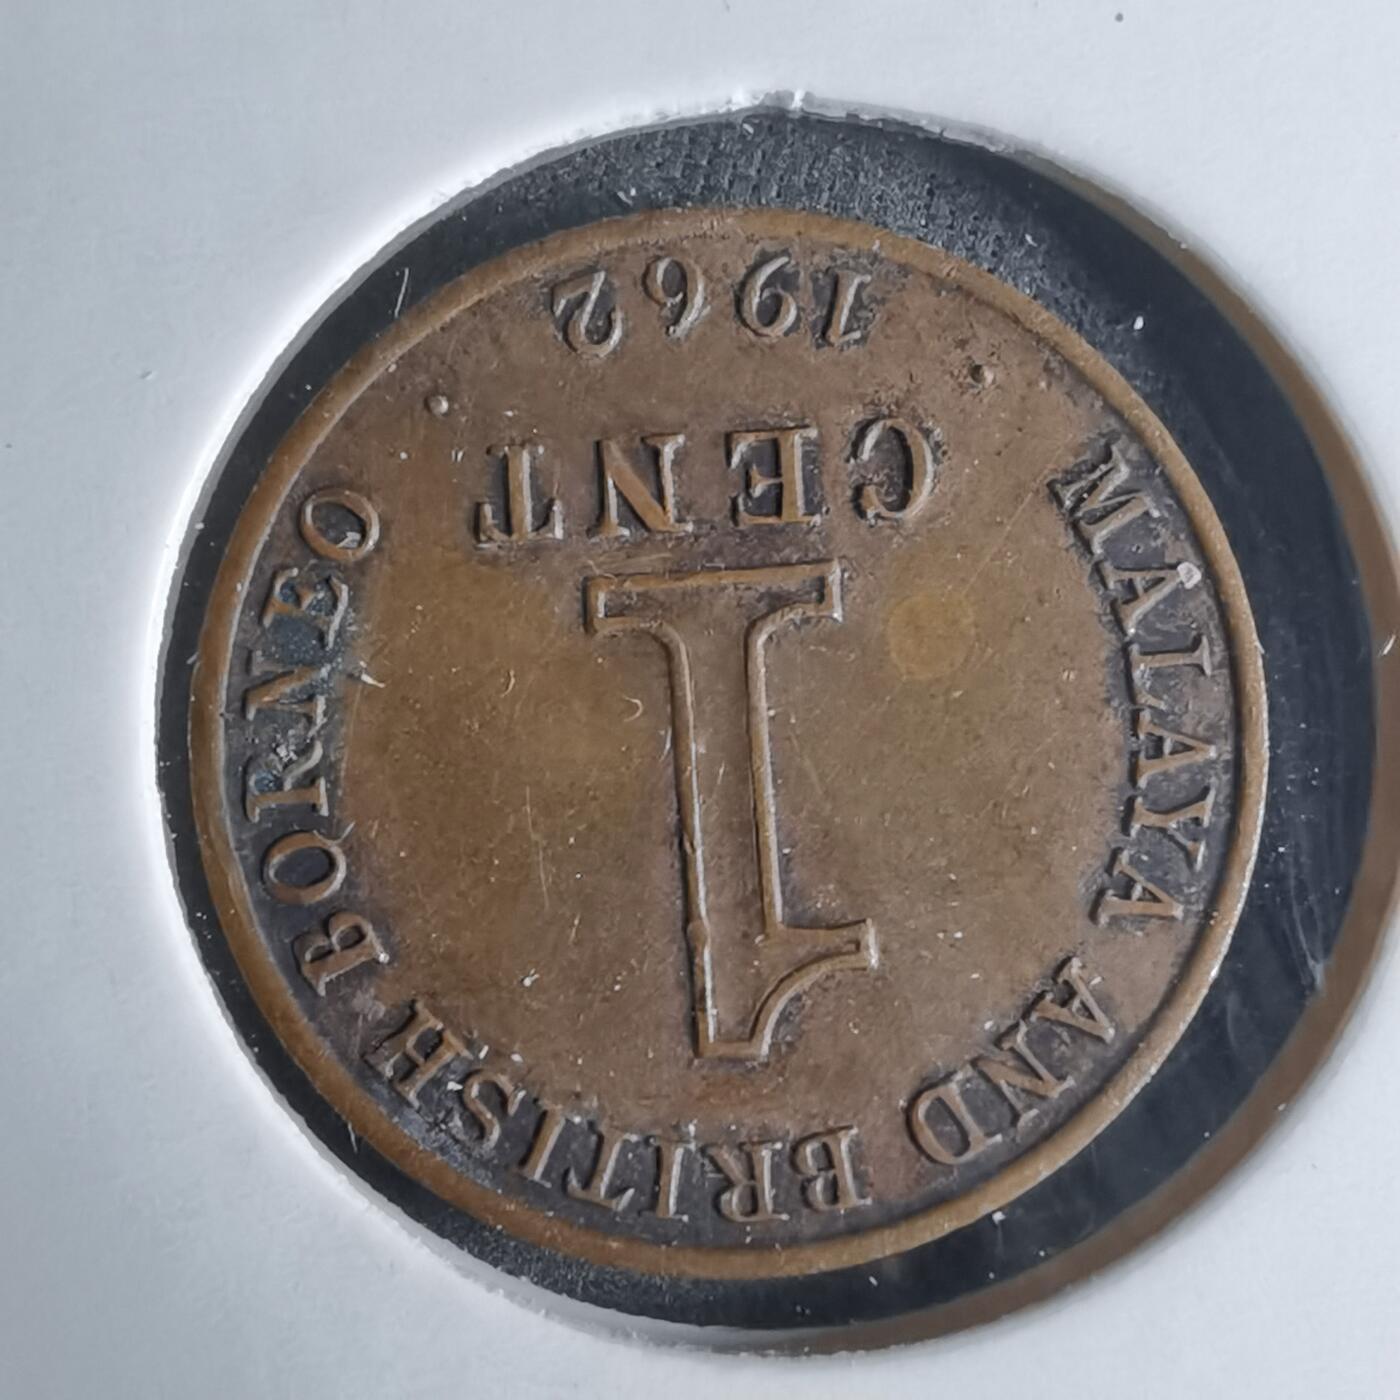 MALAYA AND BRITISH BORNEO
1
CENT
1962